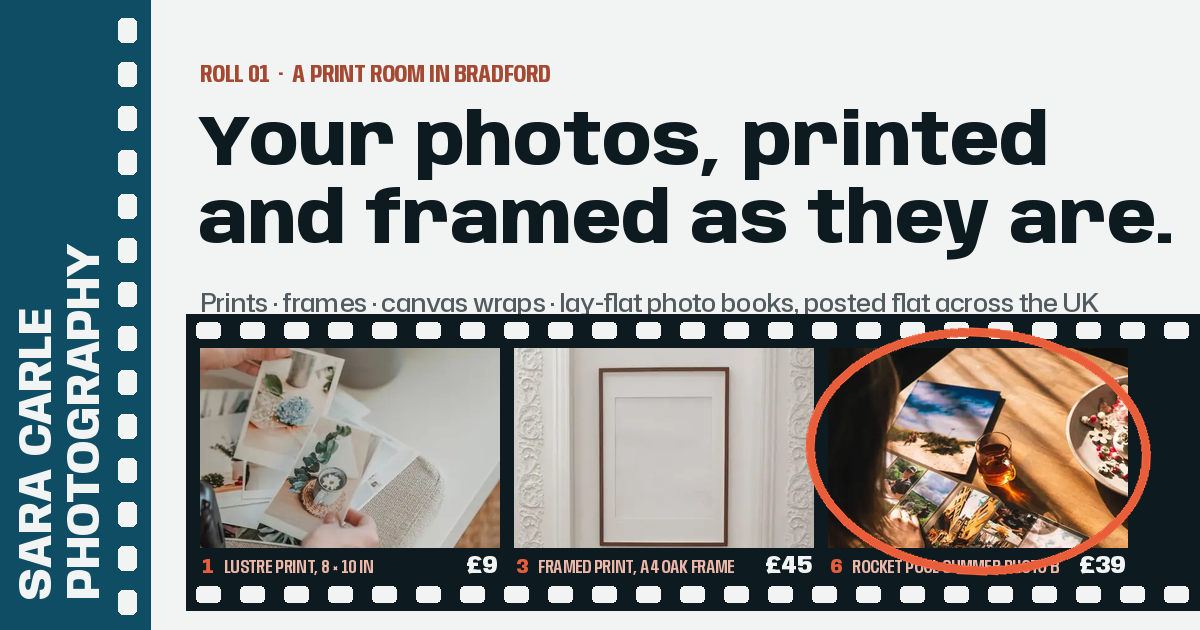 SARA CARLE
PHOTOGRAPHY
ROLL 01 · A PRINT ROOM IN BRADFORD
Your photos, printed
and framed as they are.
Prints · frames · canvas wraps · lay-flat photo books, posted flat across the UK
1 LUSTRE PRINT, 8 × 10 IN £9
3 FRAMED PRINT, A4 OAK FRAME £45
6 ROCKET POOL SUMMER PHOTO B £39